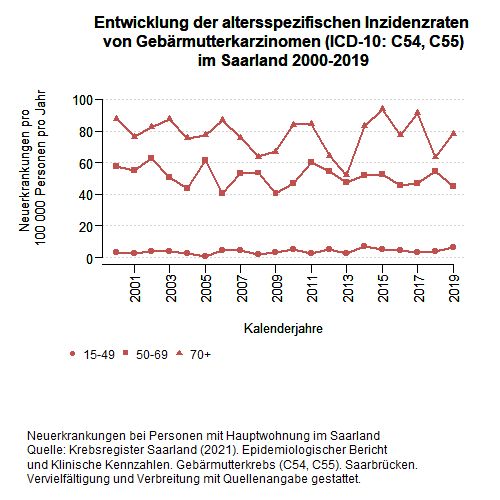 Entwicklung der altersspezifischen Inzidenzraten
von Gebärmutterkarzinomen (ICD-10: C54, C55)
im Saarland 2000-2019
Neuerkrankungen pro
100 000 Personen pro Jahr
100
80
60
40
20
0
2001
2003
2005
2007
2009
2011
2013
2015
2017
2019
Kalenderjahre
15-49 50-69 70+
Neuerkrankungen bei Personen mit Hauptwohnung im Saarland
Quelle: Krebsregister Saarland (2021). Epidemiologischer Bericht
und Klinische Kennzahlen. Gebärmutterkrebs (C54, C55). Saarbrücken.
Vervielfältigung und Verbreitung mit Quellenangabe gestattet.